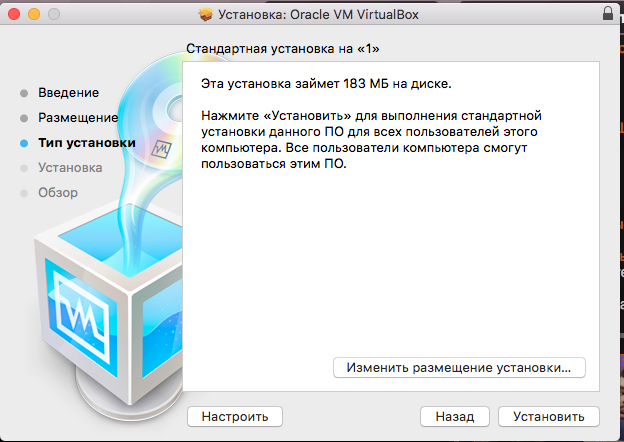 Установка: Oracle VM VirtualBox
Стандартная установка на «1»
Введение
Размещение
Тип установки
Установка
Обзор
Эта установка займет 183 МБ на диске.
Нажмите «Установить» для выполнения стандартной
установки данного ПО для всех пользователей этого
компьютера. Все пользователи компьютера смогут
пользоваться этим ПО.
Изменить размещение установки...
Настроить
Назад
Установить